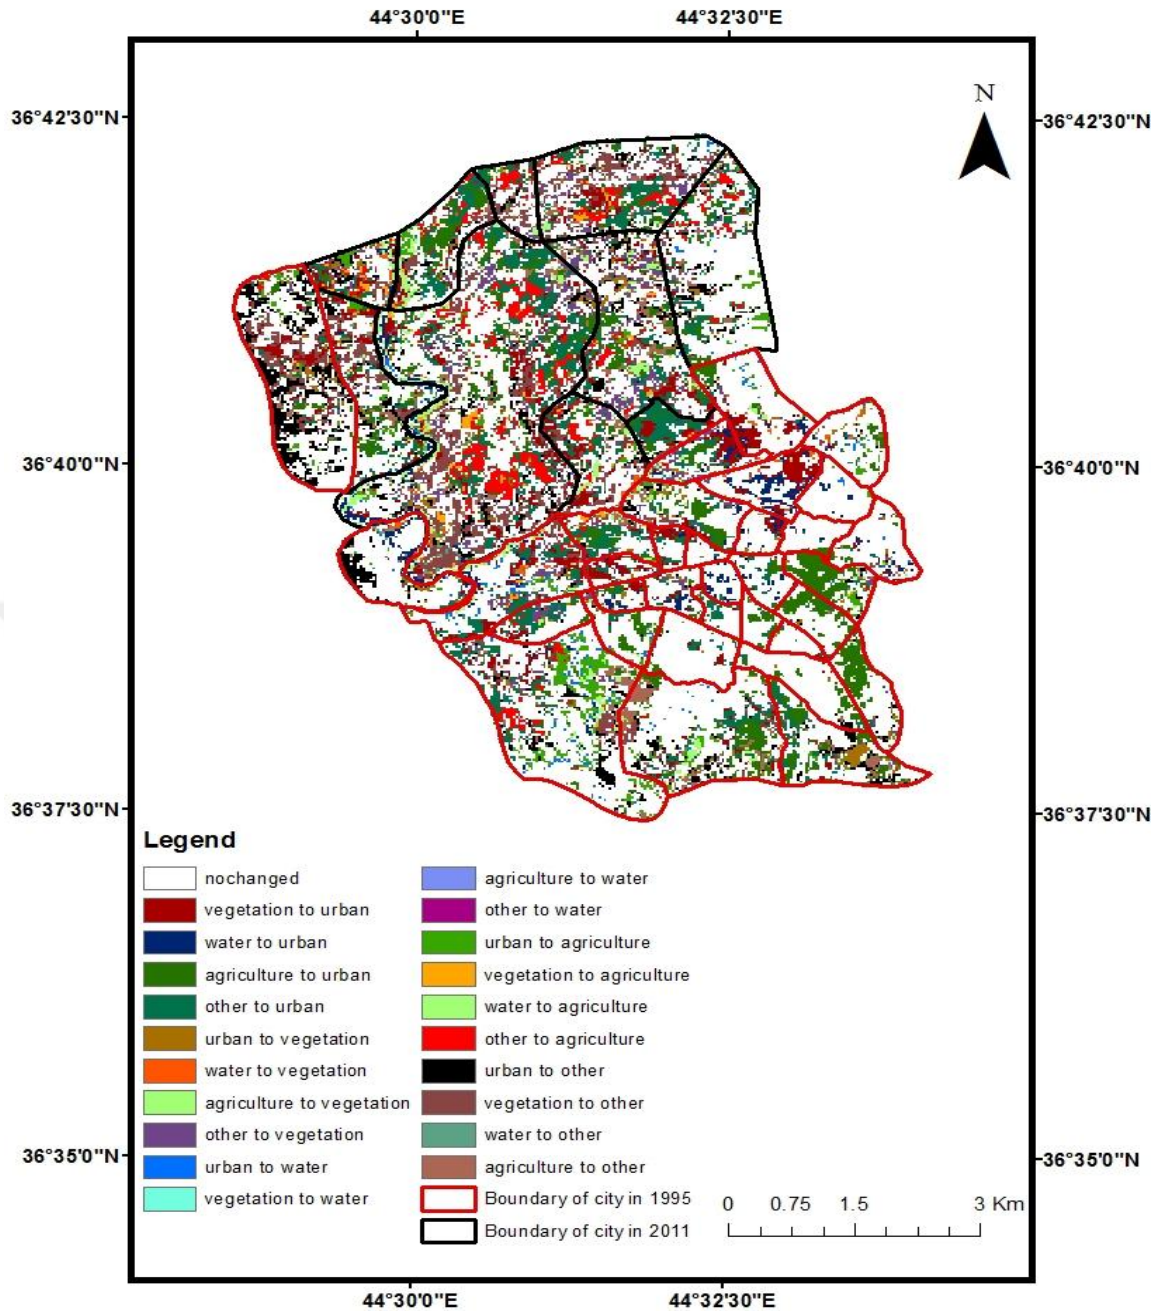 44°30'0"E 44°32'30"E
N
36°42'30"N 36°42'30"N
36°40'0"N 36°40'0"N
36°37'30"N 36°37'30"N
Legend
nochanged
vegetation to urban
water to urban
agriculture to urban
other to urban
urban to vegetation
water to vegetation
agriculture to vegetation
other to vegetation
urban to water
vegetation to water
agriculture to water
other to water
urban to agriculture
vegetation to agriculture
water to agriculture
other to agriculture
urban to other
vegetation to other
water to other
agriculture to other
Boundary of city in 1995
Boundary of city in 2011
36°35'0"N 36°35'0"N
0 0.75 1.5 3 Km
44°30'0"E 44°32'30"E